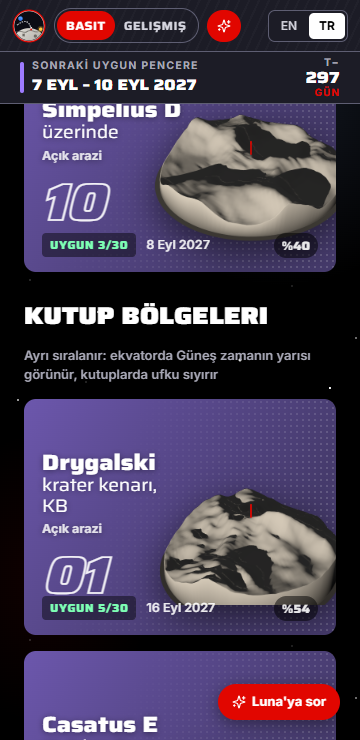 BASIT GELIŞMIŞ
EN TR
SONRAKİ UYGUN PENCERE
7 EYL – 10 EYL 2027
T−
297
GÜN
Simpelius D
üzerinde
Açık arazi
10
UYGUN 3/30 8 Eyl 2027 %40
KUTUP BÖLGELERI
Ayrı sıralanır: ekvatorda Güneş zamanın yarısı
görünür, kutuplarda ufku sıyırır
Drygalski
krater kenarı,
KB
Açık arazi
01
UYGUN 5/30 16 Eyl 2027 %54
Luna'ya sor
Casatus E